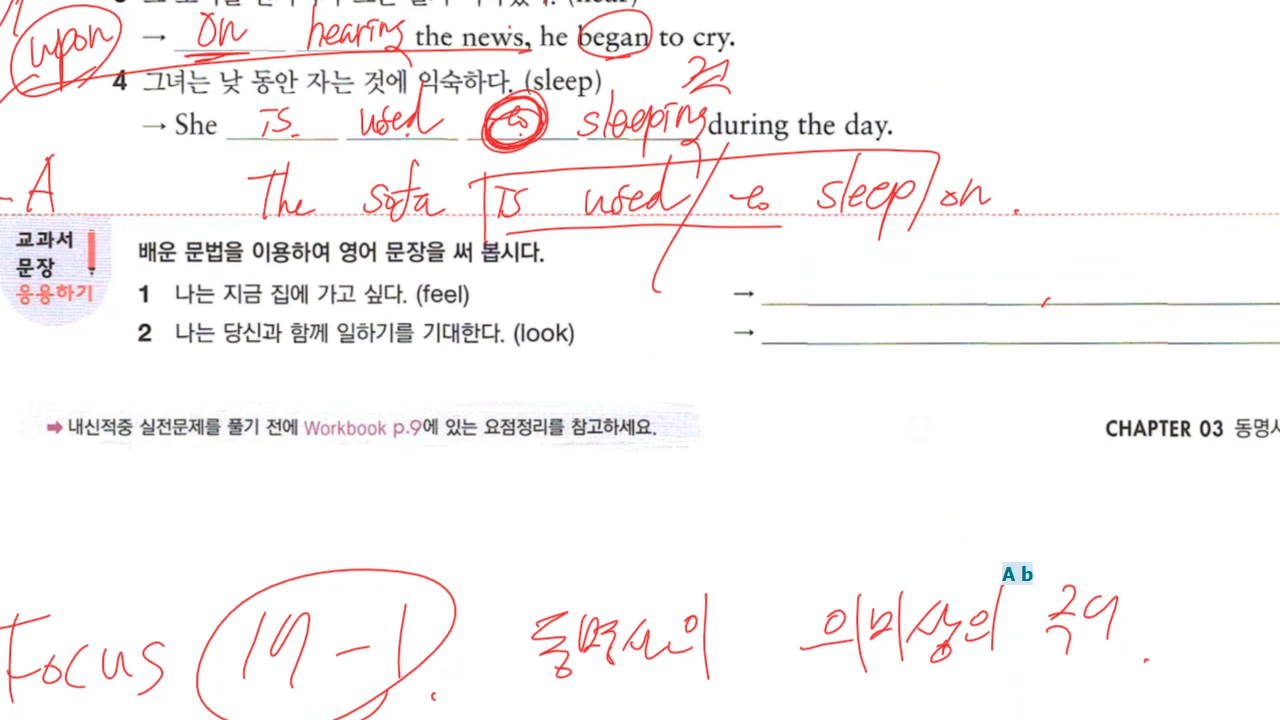 (hear)
upon → on hearing the news, he began to cry.
4 그녀는 낮 동안 자는 것에 익숙하다. (sleep) 것
→ She is used to sleeping during the day.
- A The sofa is used to sleep on.
교과서
문장
응용하기
배운 문법을 이용하여 영어 문장을 써 봅시다.
1 나는 지금 집에 가고 싶다. (feel) →
2 나는 당신과 함께 일하기를 기대한다. (look) →
➡ 내신적중 실전문제를 풀기 전에 Workbook p.9에 있는 요점정리를 참고하세요.
CHAPTER 03 동명사
A b
Focus 19-1. 동명사의 의미상의 주어.